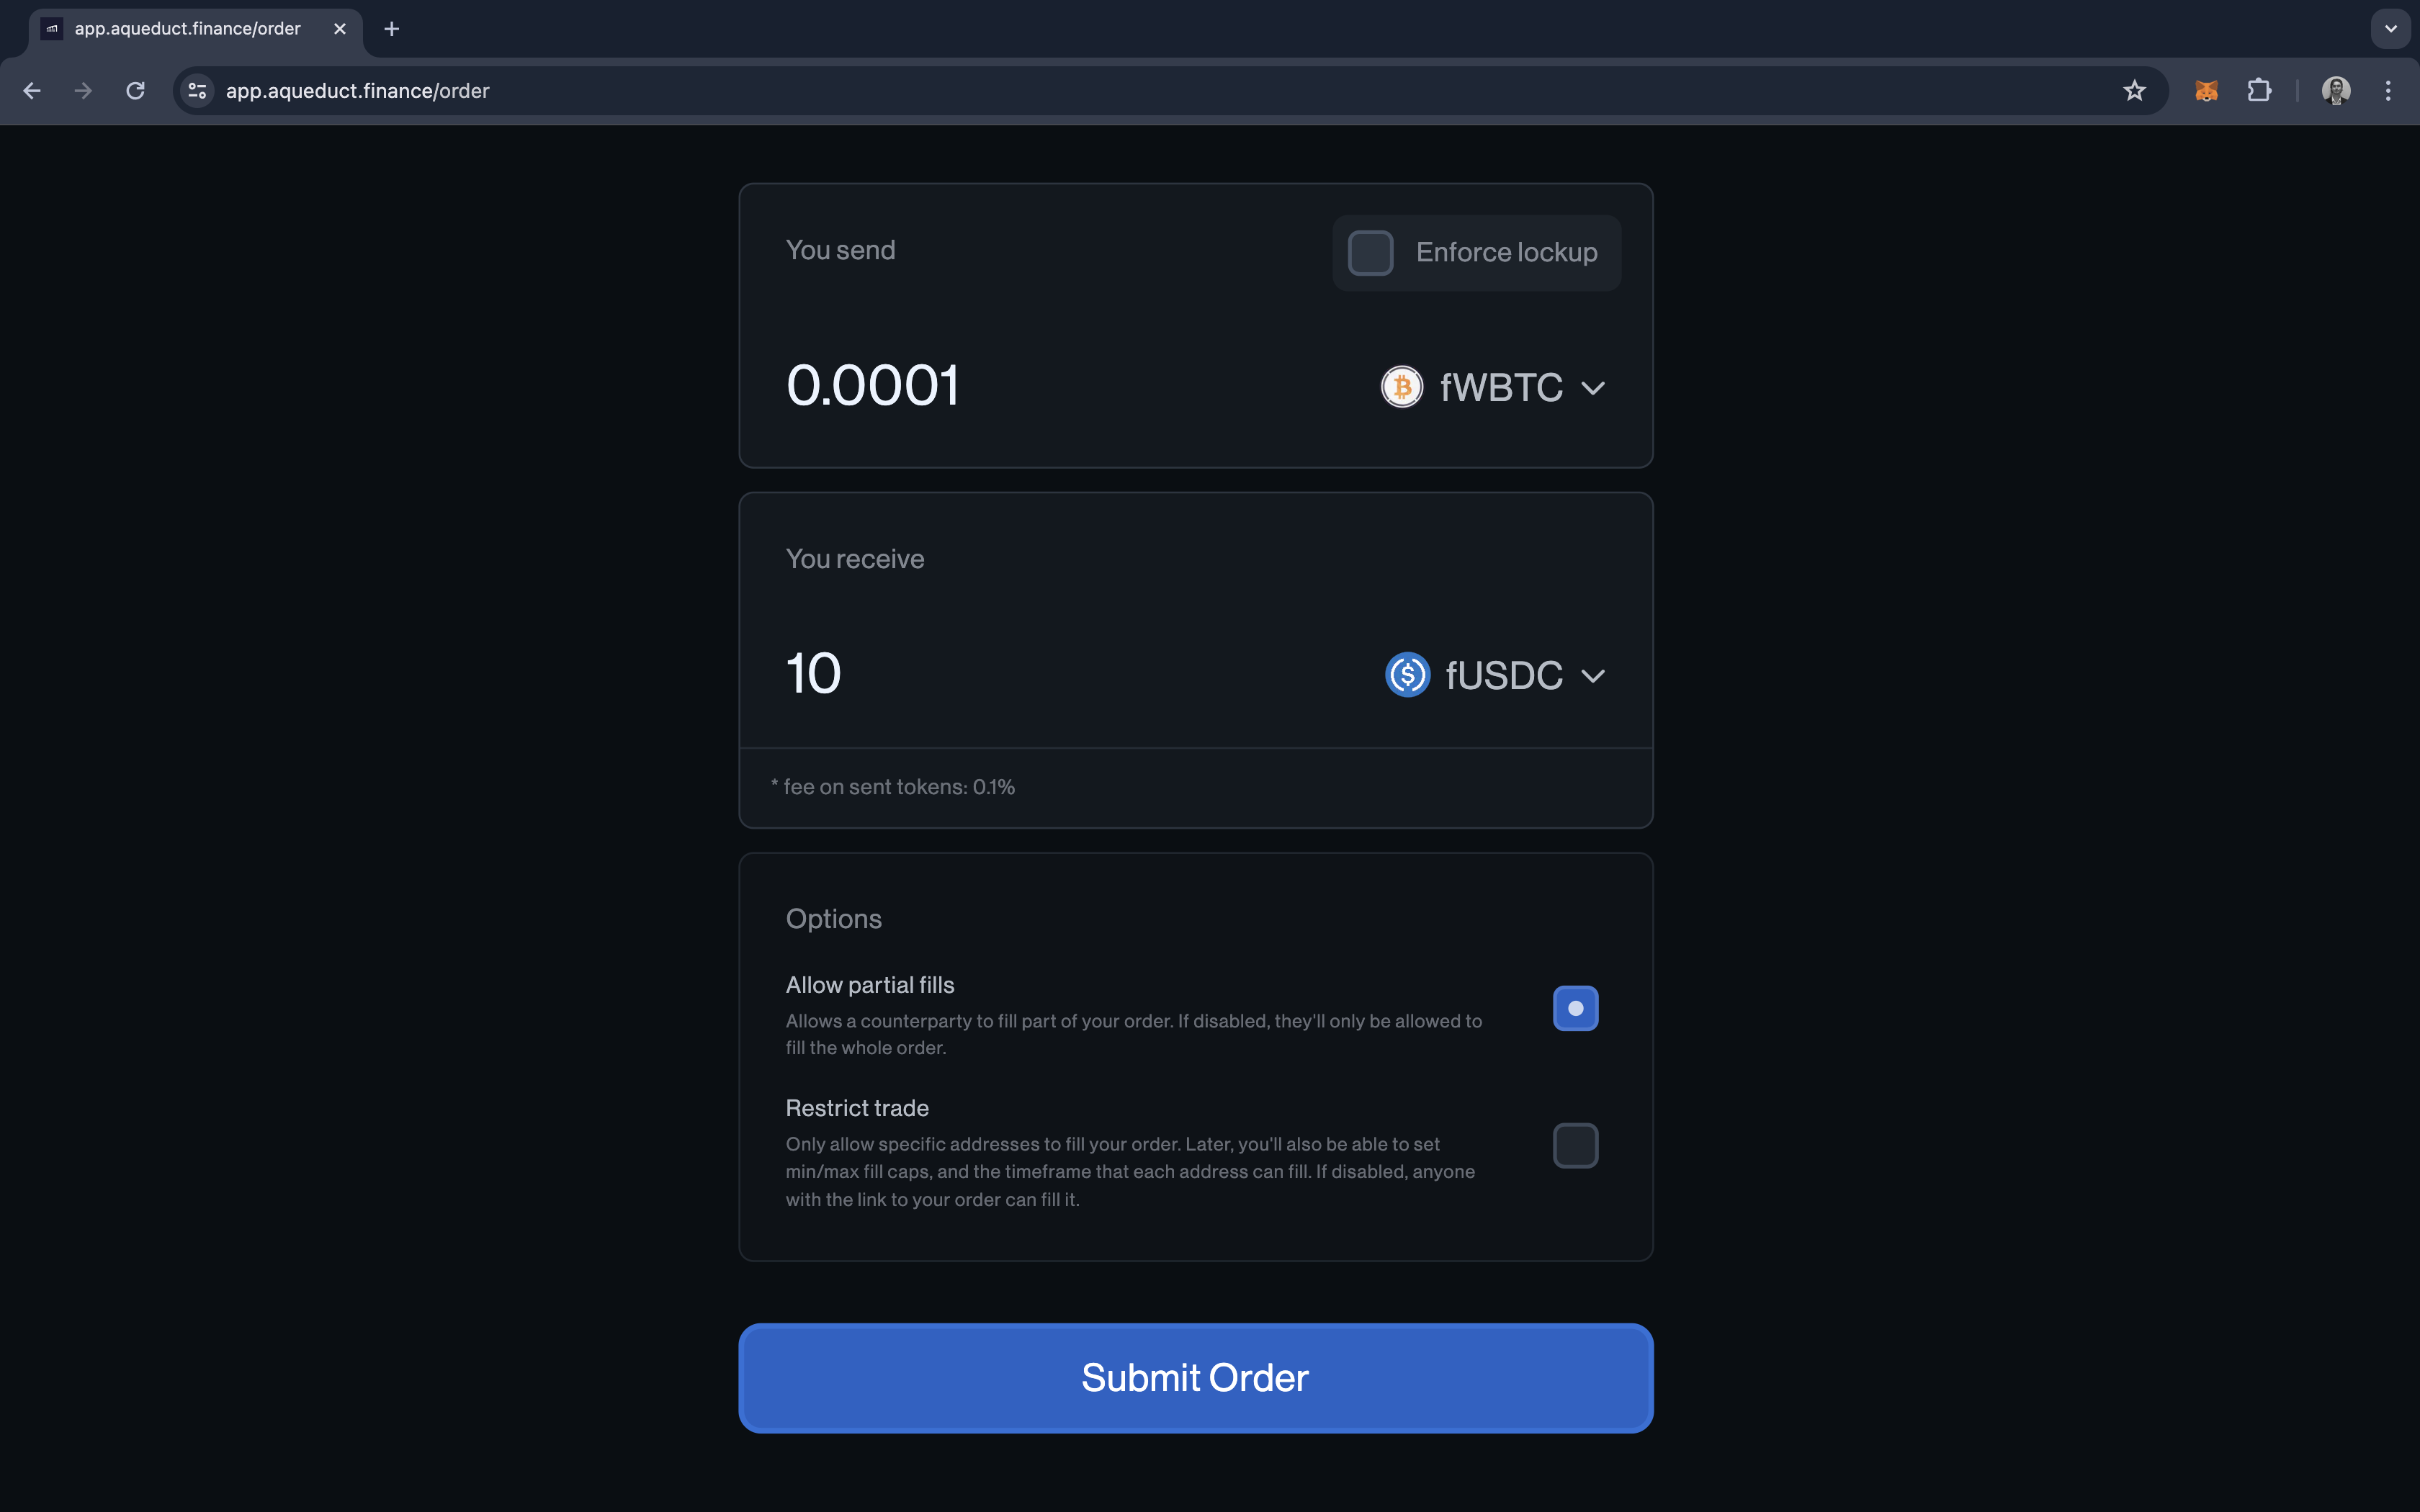 app.aqueduct.finance/order
app.aqueduct.finance/order
You send
Enforce lockup
0.0001
fWBTC
You receive
10
fUSDC
* fee on sent tokens: 0.1%
Options
Allow partial fills
Allows a counterparty to fill part of your order. If disabled, they'll only be allowed to
fill the whole order.
Restrict trade
Only allow specific addresses to fill your order. Later, you'll also be able to set
min/max fill caps, and the timeframe that each address can fill. If disabled, anyone
with the link to your order can fill it.
Submit Order